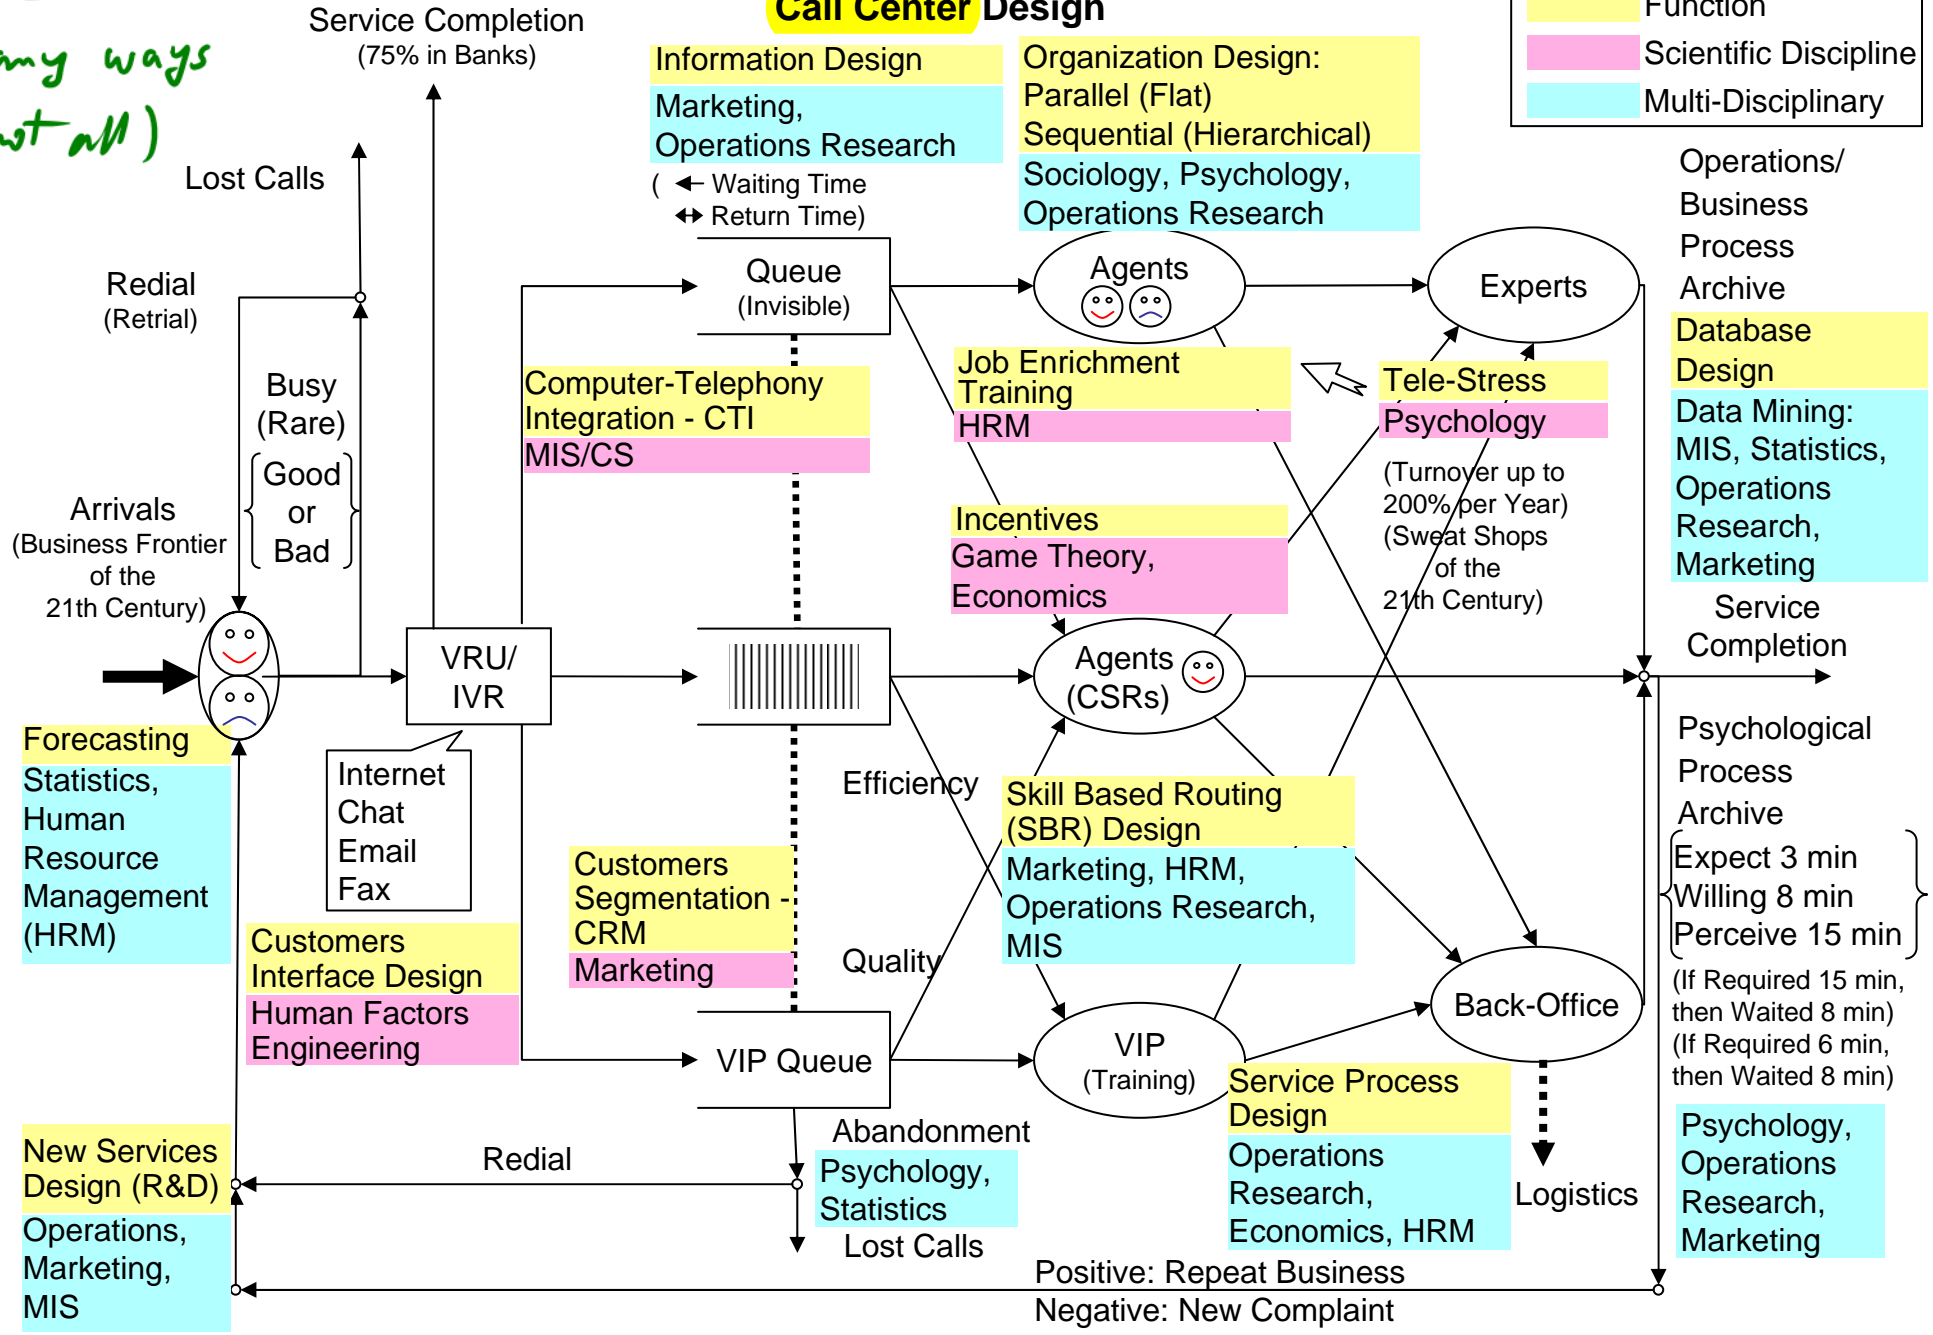 Call Center Design
Function
Scientific Discipline
Multi-Disciplinary
ways
not all)
Service Completion
(75% in Banks)
Lost Calls
Redial
(Retrial)
Busy
(Rare)
Good
or
Bad
Arrivals
(Business Frontier
of the
21th Century)
Information Design
Marketing,
Operations Research
( Waiting Time
Return Time)
Organization Design:
Parallel (Flat)
Sequential (Hierarchical)
Sociology, Psychology,
Operations Research
Queue
(Invisible)
Agents
Experts
Operations/
Business
Process
Archive
Database
Design
Data Mining:
MIS, Statistics,
Operations
Research,
Marketing
Service
Completion
Computer-Telephony
Integration - CTI
MIS/CS
Job Enrichment
Training
HRM
Tele-Stress
Psychology
(Turnover up to
200% per Year)
(Sweat Shops
of the
21th Century)
Incentives
Game Theory,
Economics
VRU/
IVR
Agents
(CSRs)
Internet
Chat
Email
Fax
Forecasting
Statistics,
Human
Resource
Management
(HRM)
Customers
Interface Design
Human Factors
Engineering
Customers
Segmentation -
CRM
Marketing
Efficiency
Quality
Skill Based Routing
(SBR) Design
Marketing, HRM,
Operations Research,
MIS
Psychological
Process
Archive
Expect 3 min
Willing 8 min
Perceive 15 min
(If Required 15 min,
then Waited 8 min)
(If Required 6 min,
then Waited 8 min)
Psychology,
Operations
Research,
Marketing
VIP Queue
VIP
(Training)
Back-Office
Service Process
Design
Operations
Research,
Economics, HRM
Logistics
Abandonment
Psychology,
Statistics
Lost Calls
Redial
New Services
Design (R&D)
Operations,
Marketing,
MIS
Positive: Repeat Business
Negative: New Complaint